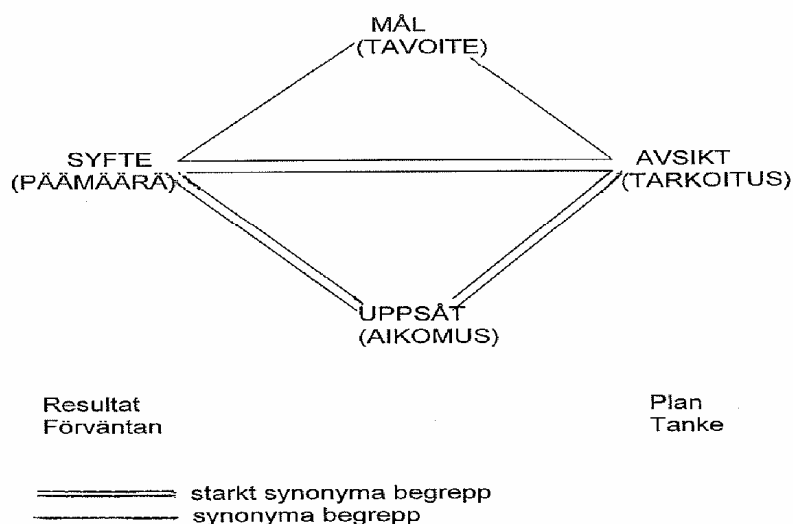 MÅL
(TAVOITE)
SYFTE
(PÄÄMÄÄRÄ)
AVSIKT
(TARKOITUS)
UPPSÅT
(AIKOMUS)
Resultat
Förväntan
Plan
Tanke
starkt synonyma begrepp
synonyma begrepp